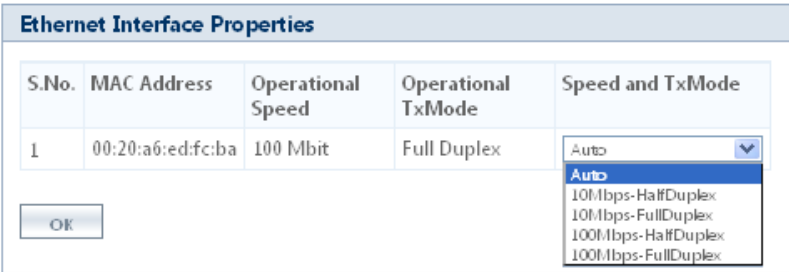 Ethernet Interface Properties
S.No. MAC Address Operational Speed Operational TxMode Speed and TxMode
1 00:20:a6:ed:fc:ba 100 Mbit Full Duplex Auto
Auto
10Mbps-HalfDuplex
10Mbps-FullDuplex
100Mbps-HalfDuplex
100Mbps-FullDuplex
OK